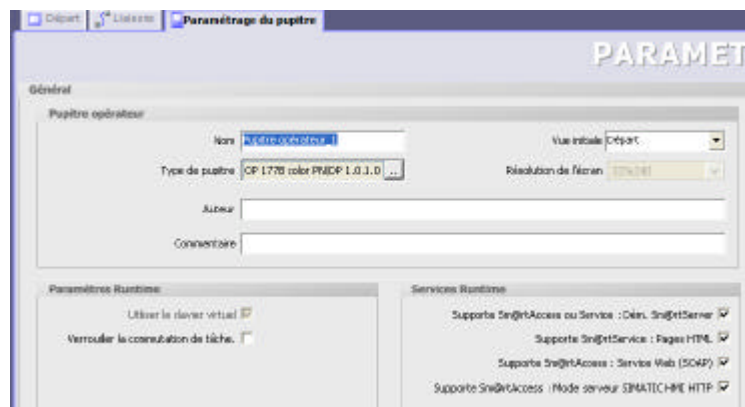 Départ Liaisons Paramétrage du pupitre
PARAMET
Général
Pupitre opérateur
Nom Pupitre opérateur_1 Vue initiale Départ
Type de pupitre OP 177B color PN/DP 1.0.1.0 ... Résolution de l'écran
Auteur
Commentaire
Paramètres Runtime Services Runtime
Utiliser le clavier virtuel Supporte Sm@rtAccess ou Service : Dém. Sm@rtServer
Verrouiller la commutation de tâche. Supporte Sm@rtService : Pages HTML
Supporte Sm@rtAccess : Service Web (SOAP)
Supporte Sm@rtAccess : Mode serveur SIMATIC HMI HTTP